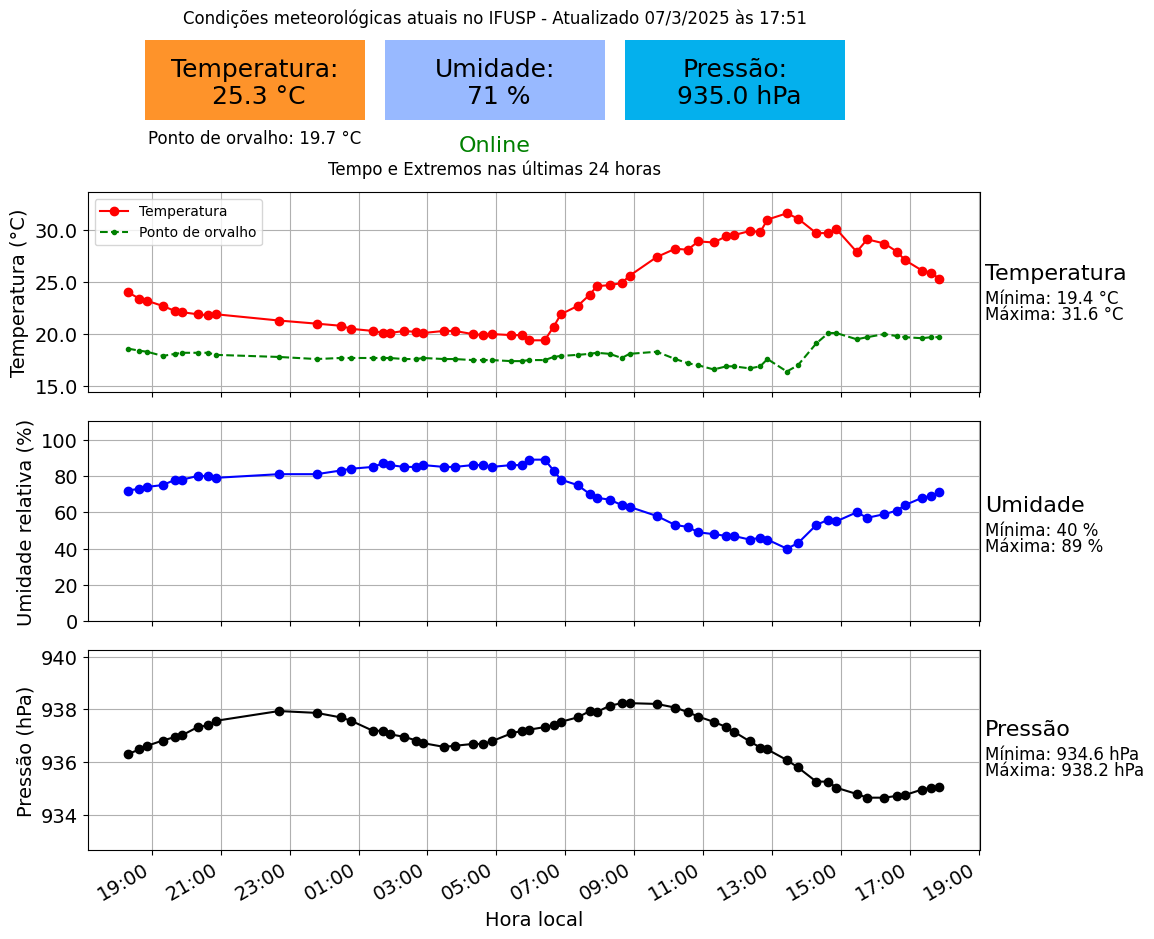 Condições meteorológicas atuais no IFUSP - Atualizado 07/3/2025 às 17:51
Temperatura:
25.3 °C
Umidade:
71 %
Pressão:
935.0 hPa
Ponto de orvalho: 19.7 °C
Online
Tempo e Extremos nas últimas 24 horas
Temperatura (°C)
30.0
25.0
20.0
15.0
Temperatura
Ponto de orvalho
Temperatura
Mínima: 19.4 °C
Máxima: 31.6 °C
Umidade relativa (%)
100
80
60
40
20
0
Umidade
Mínima: 40 %
Máxima: 89 %
Pressão (hPa)
940
938
936
934
Pressão
Mínima: 934.6 hPa
Máxima: 938.2 hPa
19:00
21:00
23:00
01:00
03:00
05:00
07:00
09:00
11:00
13:00
15:00
17:00
19:00
Hora local